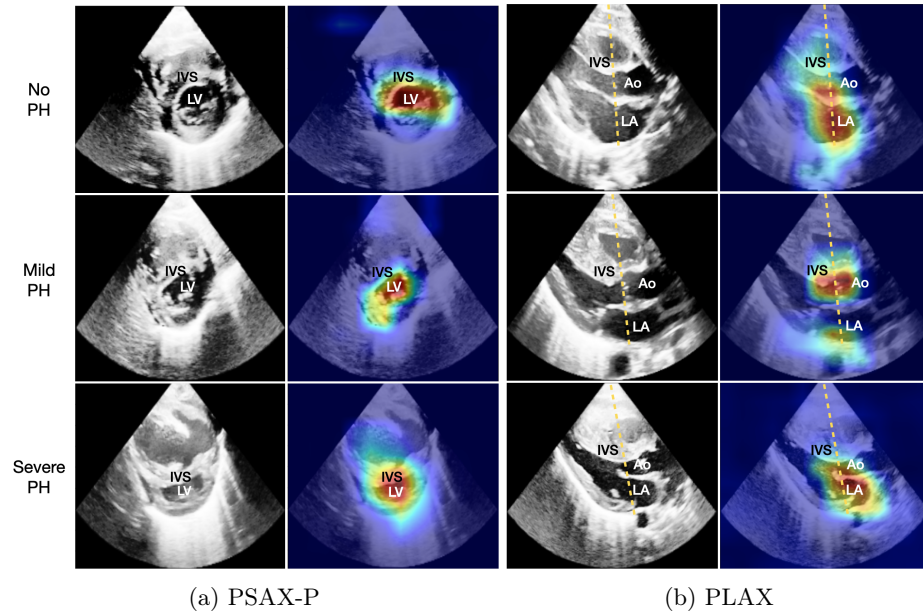 No
PH
IVS
LV
IVS
LV
IVS
Ao
LA
IVS
Ao
LA
Mild
PH
IVS
LV
IVS
LV
IVS
Ao
LA
IVS
Ao
LA
Severe
PH
IVS
LV
IVS
LV
IVS
Ao
LA
IVS
Ao
LA
(a) PSAX-P
(b) PLAX